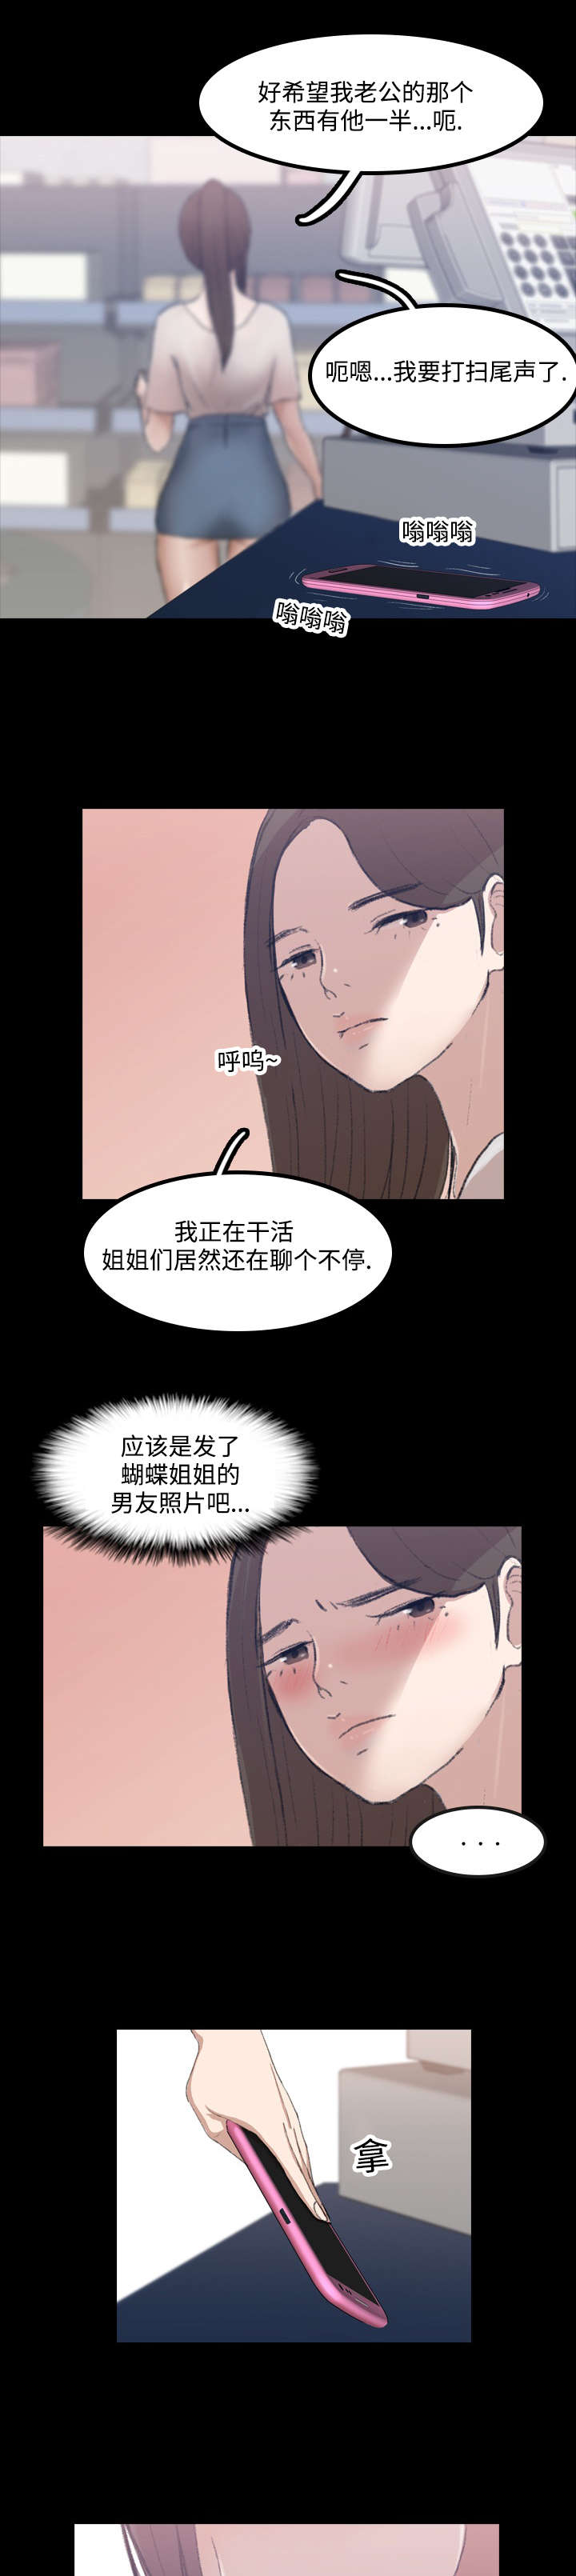 好希望我老公的那个
东西有他一半...呃.
呃嗯...我要打扫尾声了.
嗡嗡嗡
嗡嗡嗡
呼呜~
我正在干活
姐姐们居然还在聊个不停.
应该是发了
蝴蝶姐姐的
男友照片吧...
...
拿